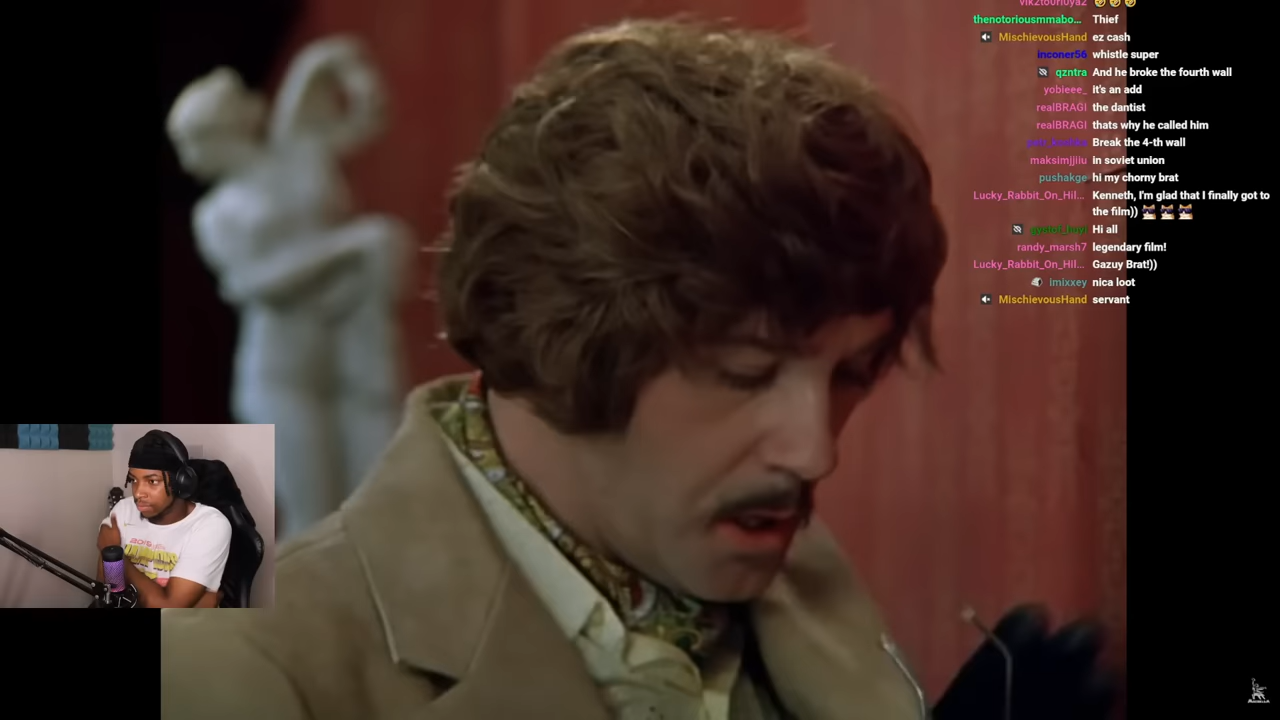 vik2to0ri0ya2
thenotoriousmmabo... Thief
MischievousHand ez cash
inconer56 whistle super
qzntra And he broke the fourth wall
yobieee_ it's an add
realBRAGI the dantist
realBRAGI thats why he called him
Break the 4-th wall
maksimjjiiu in soviet union
pushakge hi my chorny brat
Lucky_Rabbit_On_Hil... Kenneth, I'm glad that I finally got to
the film))
Hi all
randy_marsh7 legendary film!
Lucky_Rabbit_On_Hil... Gazuy Brat!))
imixxey nica loot
MischievousHand servant